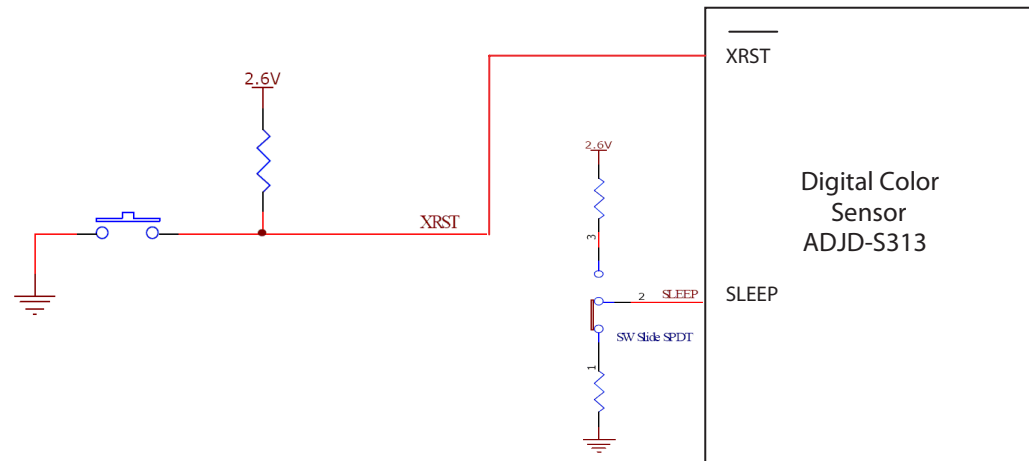 XRST
2.6V
2.6V
Digital Color
Sensor
ADJD-S313
XRST
3
2
SLEEP
SLEEP
SW Slide SPDT
1